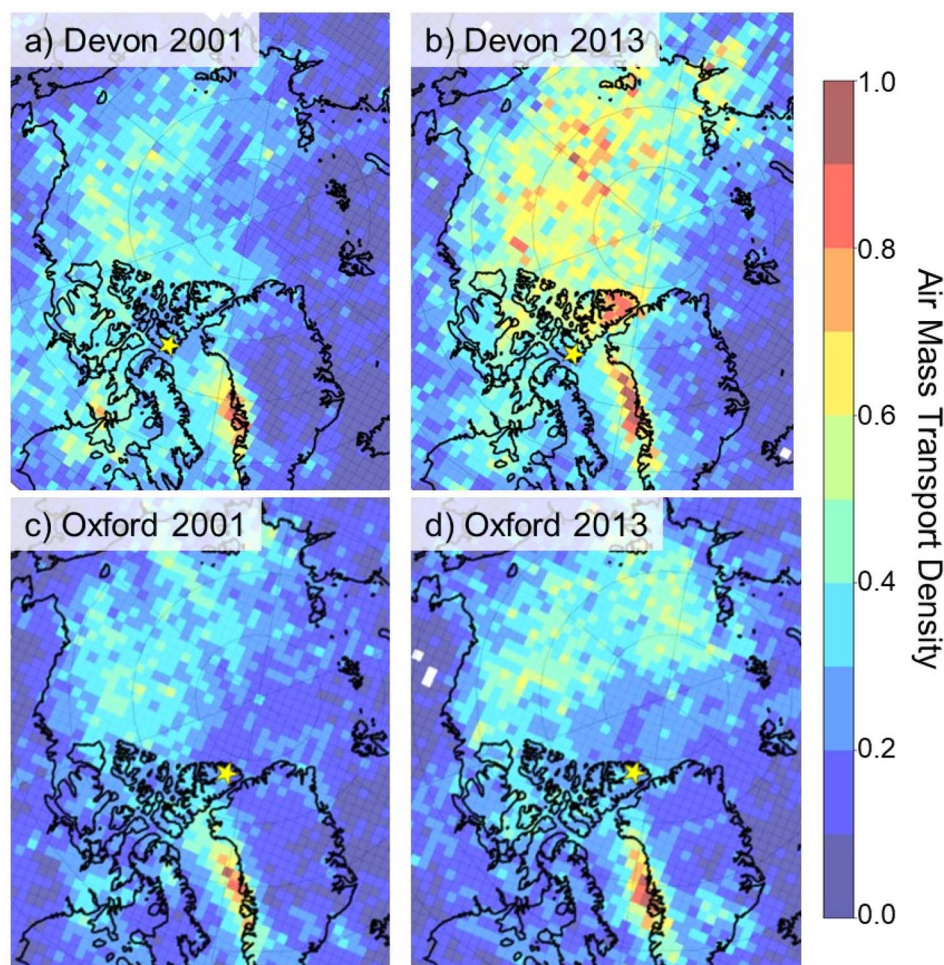 a) Devon 2001
b) Devon 2013
c) Oxford 2001
d) Oxford 2013
1.0
0.8
0.6
0.4
0.2
0.0
Air Mass Transport Density